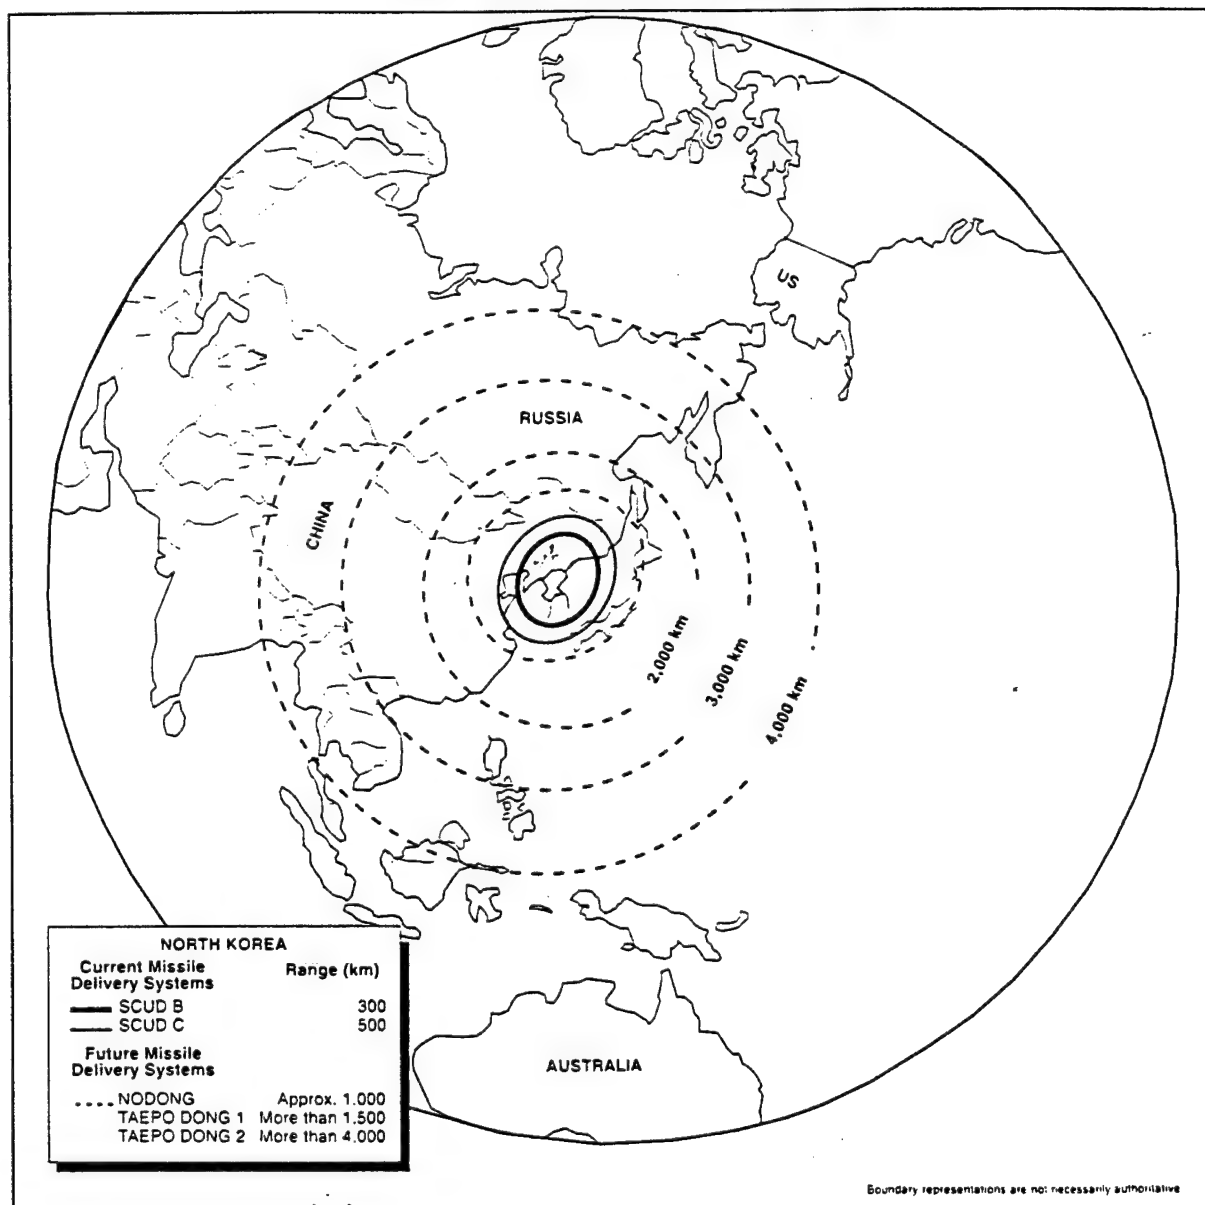 US
RUSSIA
CHINA
2,000 km
3,000 km
4,000 km
AUSTRALIA
NORTH KOREA
Current Missile Range (km)
Delivery Systems
SCUD B 300
SCUD C 500
Future Missile
Delivery Systems
NODONG Approx. 1.000
TAEPO DONG 1 More than 1.500
TAEPO DONG 2 More than 4.000
Boundary representations are not necessarily authoritative